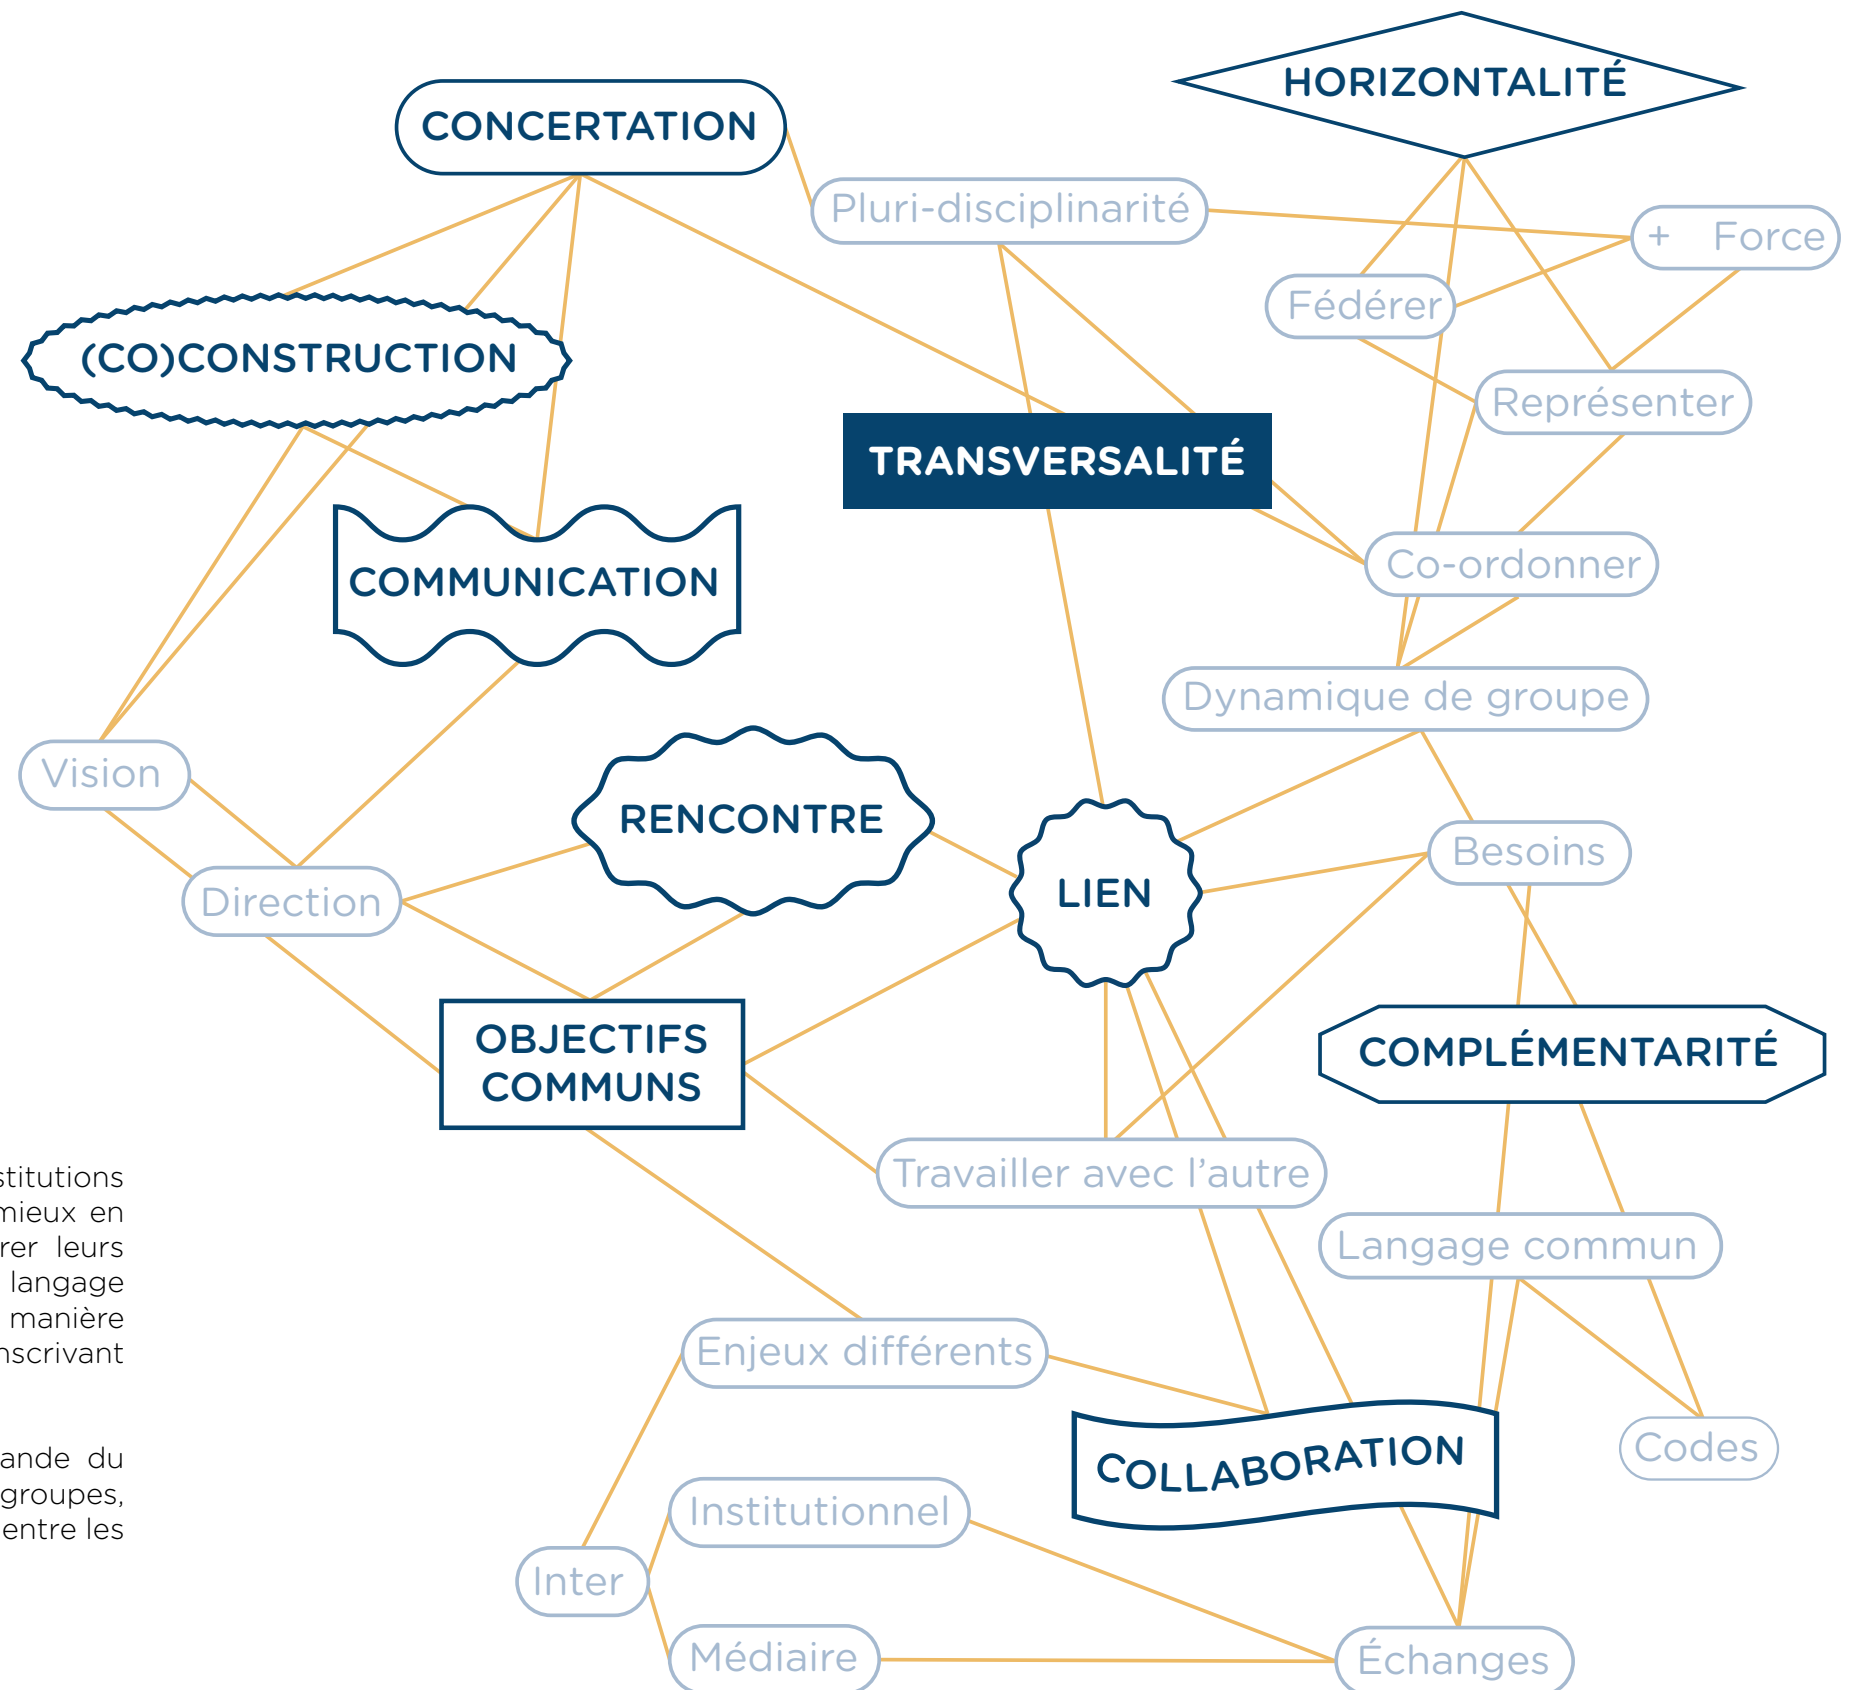 HORIZONTALITÉ
CONCERTATION
Pluri-disciplinarité
+ Force
Fédérer
(CO)CONSTRUCTION
Représenter
TRANSVERSALITÉ
Co-ordonner
COMMUNICATION
Dynamique de groupe
Vision
RENCONTRE
Besoins
LIEN
Direction
OBJECTIFS
COMMUNS
COMPLÉMENTARITÉ
Travailler avec l'autre
stitutions
mieux en
rer leurs
langage
manière
nscrivant
Langage commun
Enjeux différents
Codes
COLLABORATION
ande du
groupes,
entre les
Institutionnel
Inter
Médiaire
Échanges